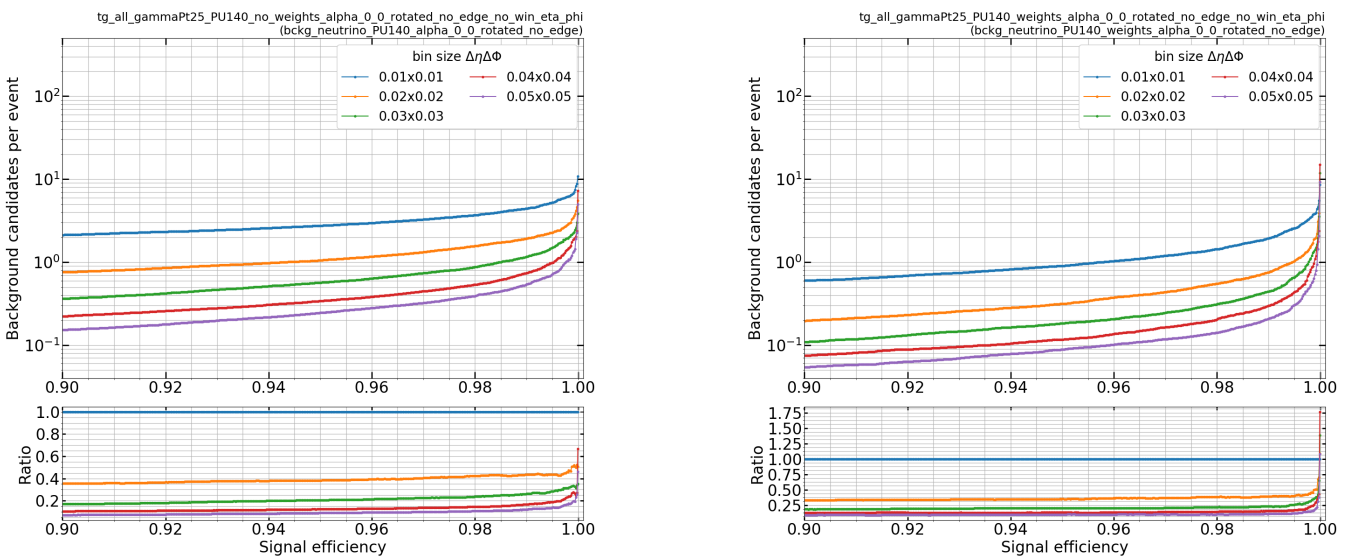 tg_all_gammaPt25_PU140_no_weights_alpha_0_0_rotated_no_edge_no_win_eta_phi
(bckg_neutrino_PU140_alpha_0_0_rotated_no_edge)
Background candidates per event
bin size ΔηΔΦ
0.01x0.01 0.04x0.04
0.02x0.02 0.05x0.05
0.03x0.03
10²
10¹
10⁰
10⁻¹
0.90 0.92 0.94 0.96 0.98 1.00
Ratio
1.0
0.8
0.6
0.4
0.2
0.90 0.92 0.94 0.96 0.98 1.00
Signal efficiency
tg_all_gammaPt25_PU140_weights_alpha_0_0_rotated_no_edge_no_win_eta_phi
(bckg_neutrino_PU140_weights_alpha_0_0_rotated_no_edge)
Background candidates per event
bin size ΔηΔΦ
0.01x0.01 0.04x0.04
0.02x0.02 0.05x0.05
0.03x0.03
10²
10¹
10⁰
10⁻¹
0.90 0.92 0.94 0.96 0.98 1.00
Ratio
1.75
1.50
1.25
1.00
0.75
0.50
0.25
0.90 0.92 0.94 0.96 0.98 1.00
Signal efficiency